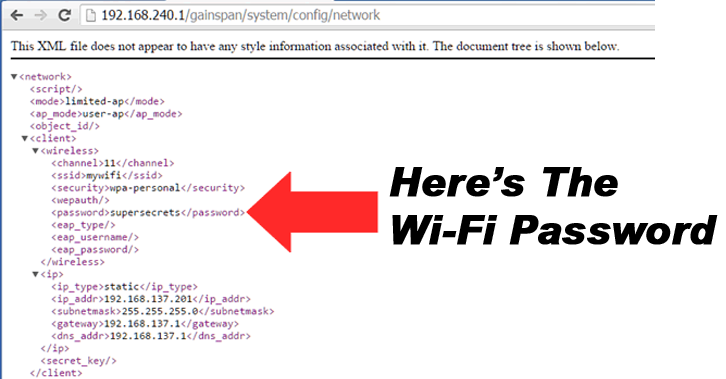 192.168.240.1/gainspan/system/config/network
This XML file does not appear to have any style information associated with it. The document tree is shown below.
▼<network>
<script/>
<mode>limited-ap</mode>
<ap_mode>user-ap</ap_mode>
<object_id/>
▼<client>
▼<wireless>
<channel>11</channel>
<ssid>mywifi</ssid>
<security>wpa-personal</security>
<wepauth/>
<password>supersecrets</password>
<eap_type/>
<eap_username/>
<eap_password/>
</wireless>
▼<ip>
<ip_type>static</ip_type>
<ip_addr>192.168.137.201</ip_addr>
<subnetmask>255.255.255.0</subnetmask>
<gateway>192.168.137.1</gateway>
<dns_addr>192.168.137.1</dns_addr>
</ip>
<secret_key/>
</client>
Here's The
Wi-Fi Password